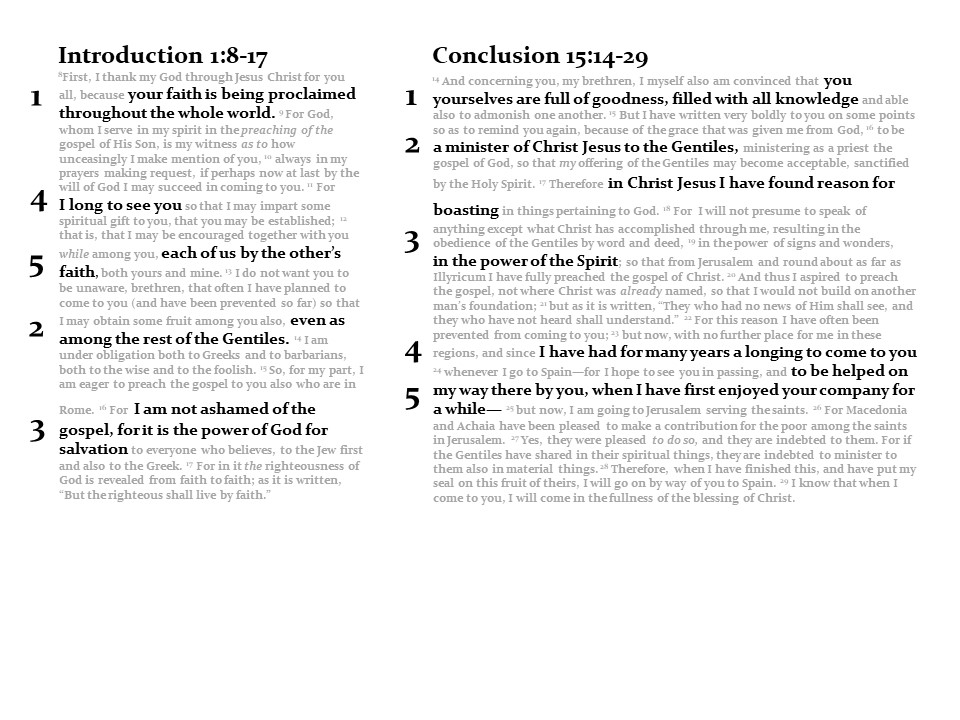 Introduction 1:8-17
⁸First, I thank my God through Jesus Christ for you
1
all, because your faith is being proclaimed
throughout the whole world. ⁹ For God,
whom I serve in my spirit in the preaching of the
gospel of His Son, is my witness as to how
unceasingly I make mention of you, ¹⁰ always in my
prayers making request, if perhaps now at last by the
will of God I may succeed in coming to you. ¹¹ For
4
I long to see you so that I may impart some
spiritual gift to you, that you may be established; ¹²
that is, that I may be encouraged together with you
while among you, each of us by the other's
5
faith, both yours and mine. ¹³ I do not want you to
be unaware, brethren, that often I have planned to
come to you (and have been prevented so far) so that
I may obtain some fruit among you also, even as
2
among the rest of the Gentiles. ¹⁴ I am
under obligation both to Greeks and to barbarians,
both to the wise and to the foolish. ¹⁵ So, for my part, I
am eager to preach the gospel to you also who are in
Rome. ¹⁶ For I am not ashamed of the
3
gospel, for it is the power of God for
salvation to everyone who believes, to the Jew first
and also to the Greek. ¹⁷ For in it the righteousness of
God is revealed from faith to faith; as it is written,
“But the righteous shall live by faith.”
Conclusion 15:14-29
¹⁴ And concerning you, my brethren, I myself also am convinced that you
1
yourselves are full of goodness, filled with all knowledge and able
also to admonish one another. ¹⁵ But I have written very boldly to you on some points
so as to remind you again, because of the grace that was given me from God, ¹⁶ to be
2
a minister of Christ Jesus to the Gentiles, ministering as a priest the
gospel of God, so that my offering of the Gentiles may become acceptable, sanctified
by the Holy Spirit. ¹⁷ Therefore in Christ Jesus I have found reason for
boasting in things pertaining to God. ¹⁸ For I will not presume to speak of
anything except what Christ has accomplished through me, resulting in the
3
obedience of the Gentiles by word and deed, ¹⁹ in the power of signs and wonders,
in the power of the Spirit; so that from Jerusalem and round about as far as
Illyricum I have fully preached the gospel of Christ. ²⁰ And thus I aspired to preach
the gospel, not where Christ was already named, so that I would not build on another
man's foundation; ²¹ but as it is written, “They who had no news of Him shall see, and
they who have not heard shall understand.” ²² For this reason I have often been
prevented from coming to you; ²³ but now, with no further place for me in these
4
regions, and since I have had for many years a longing to come to you
²⁴ whenever I go to Spain—for I hope to see you in passing, and to be helped on
my way there by you, when I have first enjoyed your company for
5
a while— ²⁵ but now, I am going to Jerusalem serving the saints. ²⁶ For Macedonia
and Achaia have been pleased to make a contribution for the poor among the saints
in Jerusalem. ²⁷ Yes, they were pleased to do so, and they are indebted to them. For if
the Gentiles have shared in their spiritual things, they are indebted to minister to
them also in material things. ²⁸ Therefore, when I have finished this, and have put my
seal on this fruit of theirs, I will go on by way of you to Spain. ²⁹ I know that when I
come to you, I will come in the fullness of the blessing of Christ.